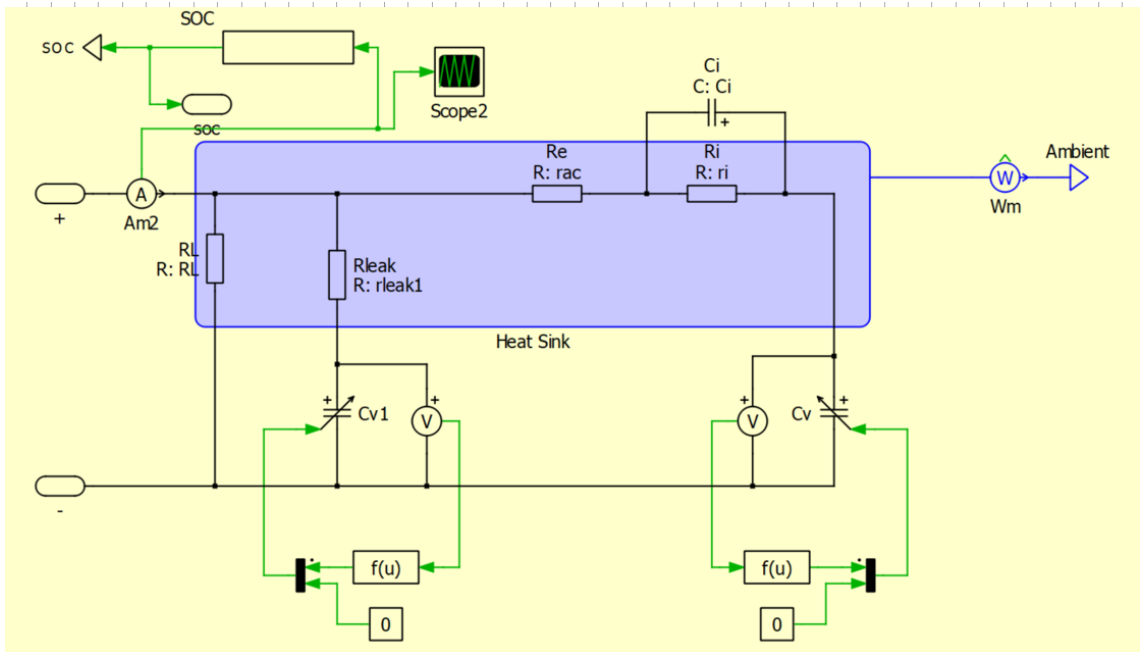 SOC
soc
soc
Scope2
Ci
C: Ci
+
Re
R: rac
Ri
R: ri
Ambient
A
W
+
Am2
Wm
RL
R: RL
Rleak
R: rleak1
Heat Sink
+
+
+
+
Cv1
V
V
Cv
-
f(u)
f(u)
0
0